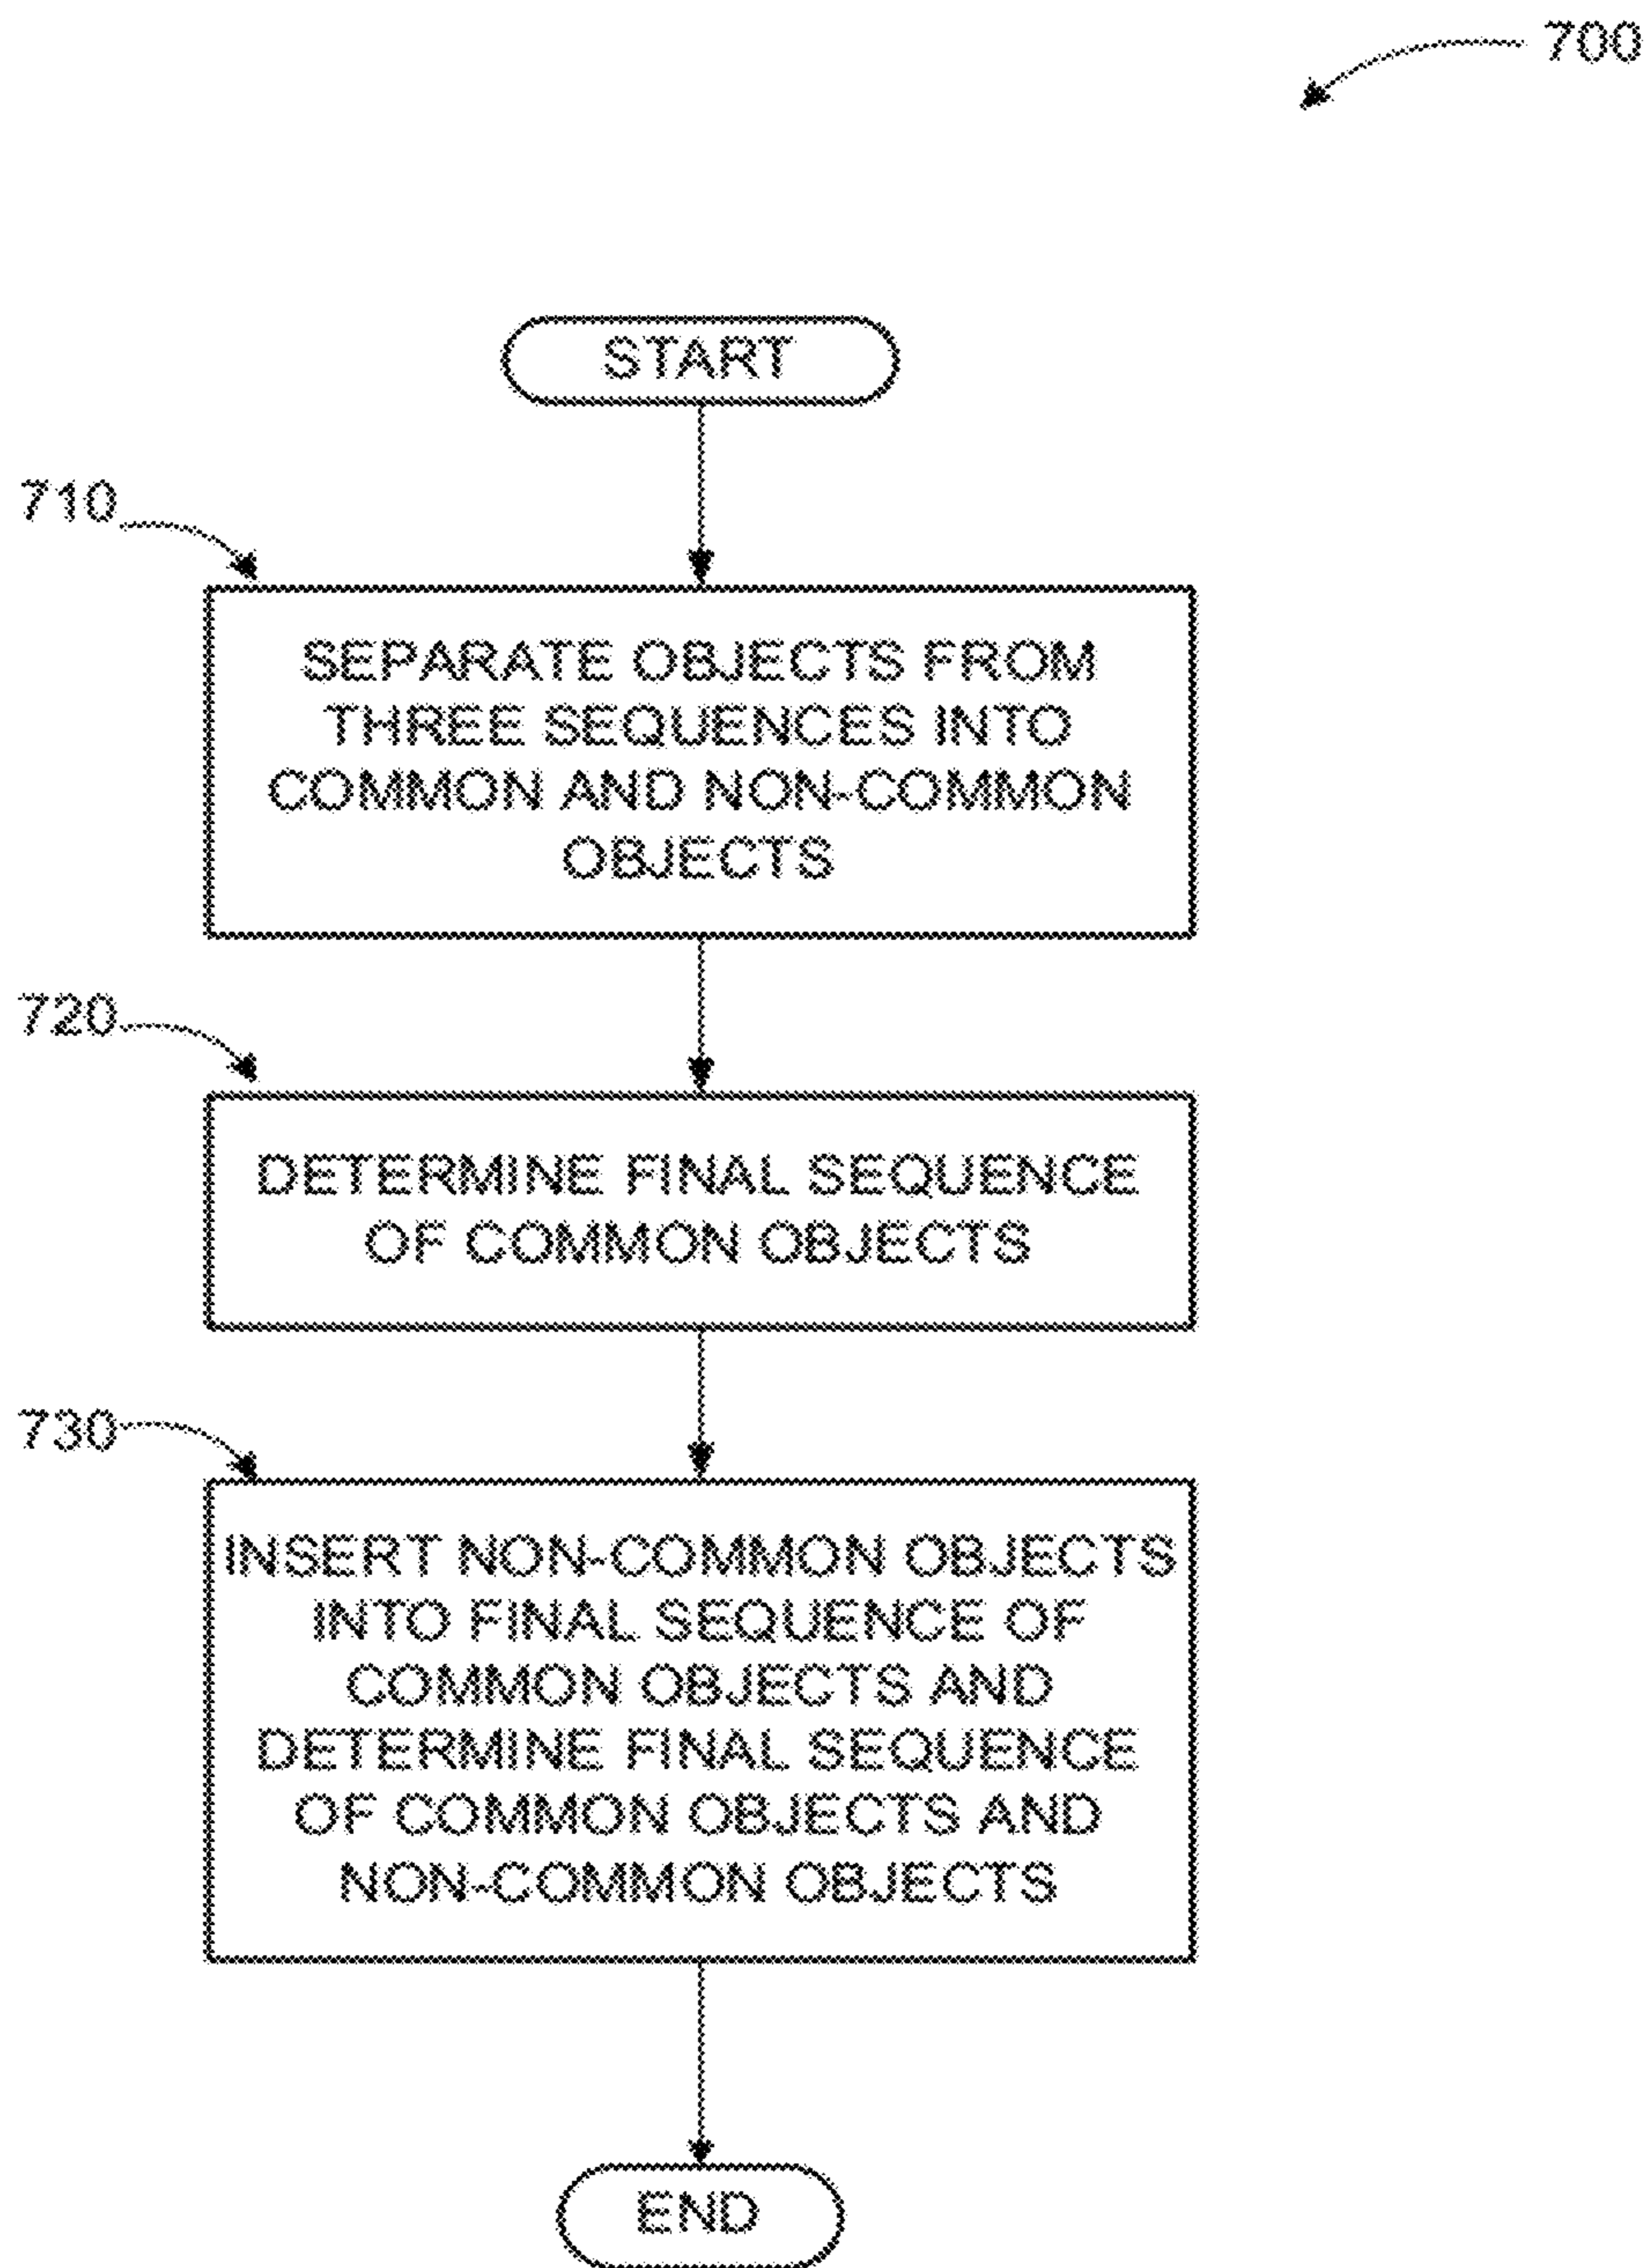 700
START
710
SEPARATE OBJECTS FROM
THREE SEQUENCES INTO
COMMON AND NON-COMMON
OBJECTS
720
DETERMINE FINAL SEQUENCE
OF COMMON OBJECTS
730
INSERT NON-COMMON OBJECTS
INTO FINAL SEQUENCE OF
COMMON OBJECTS AND
DETERMINE FINAL SEQUENCE
OF COMMON OBJECTS AND
NON-COMMON OBJECTS
END